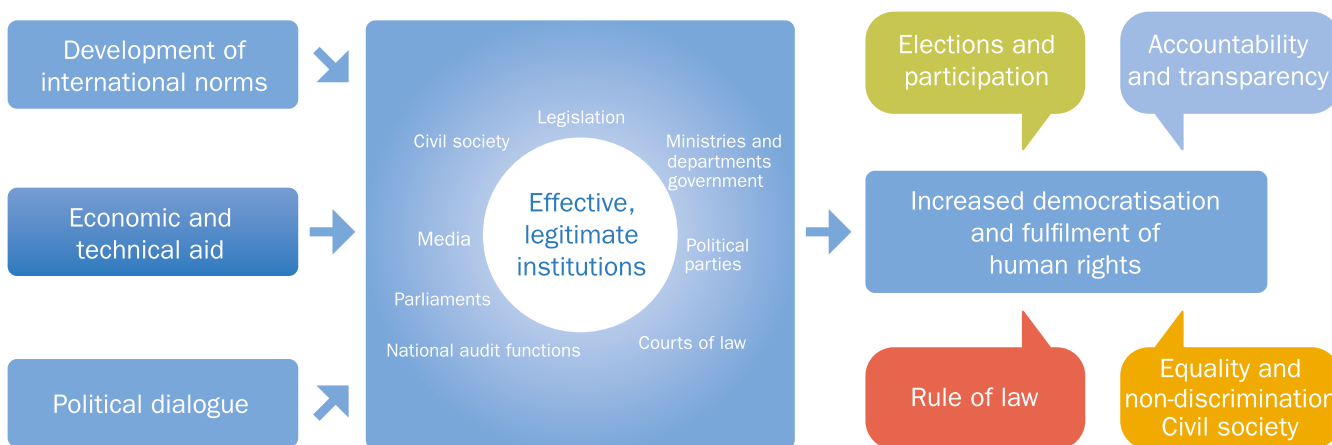 Development of
international norms
Economic and
technical aid
Political dialogue
Legislation
Civil society
Ministries and
departments
government
Media
Political
parties
Parliaments
National audit functions
Courts of law
Effective,
legitimate
institutions
Elections and
participation
Accountability
and transparency
Increased democratisation
and fulfilment of
human rights
Rule of law
Equality and
non-discrimination
Civil society